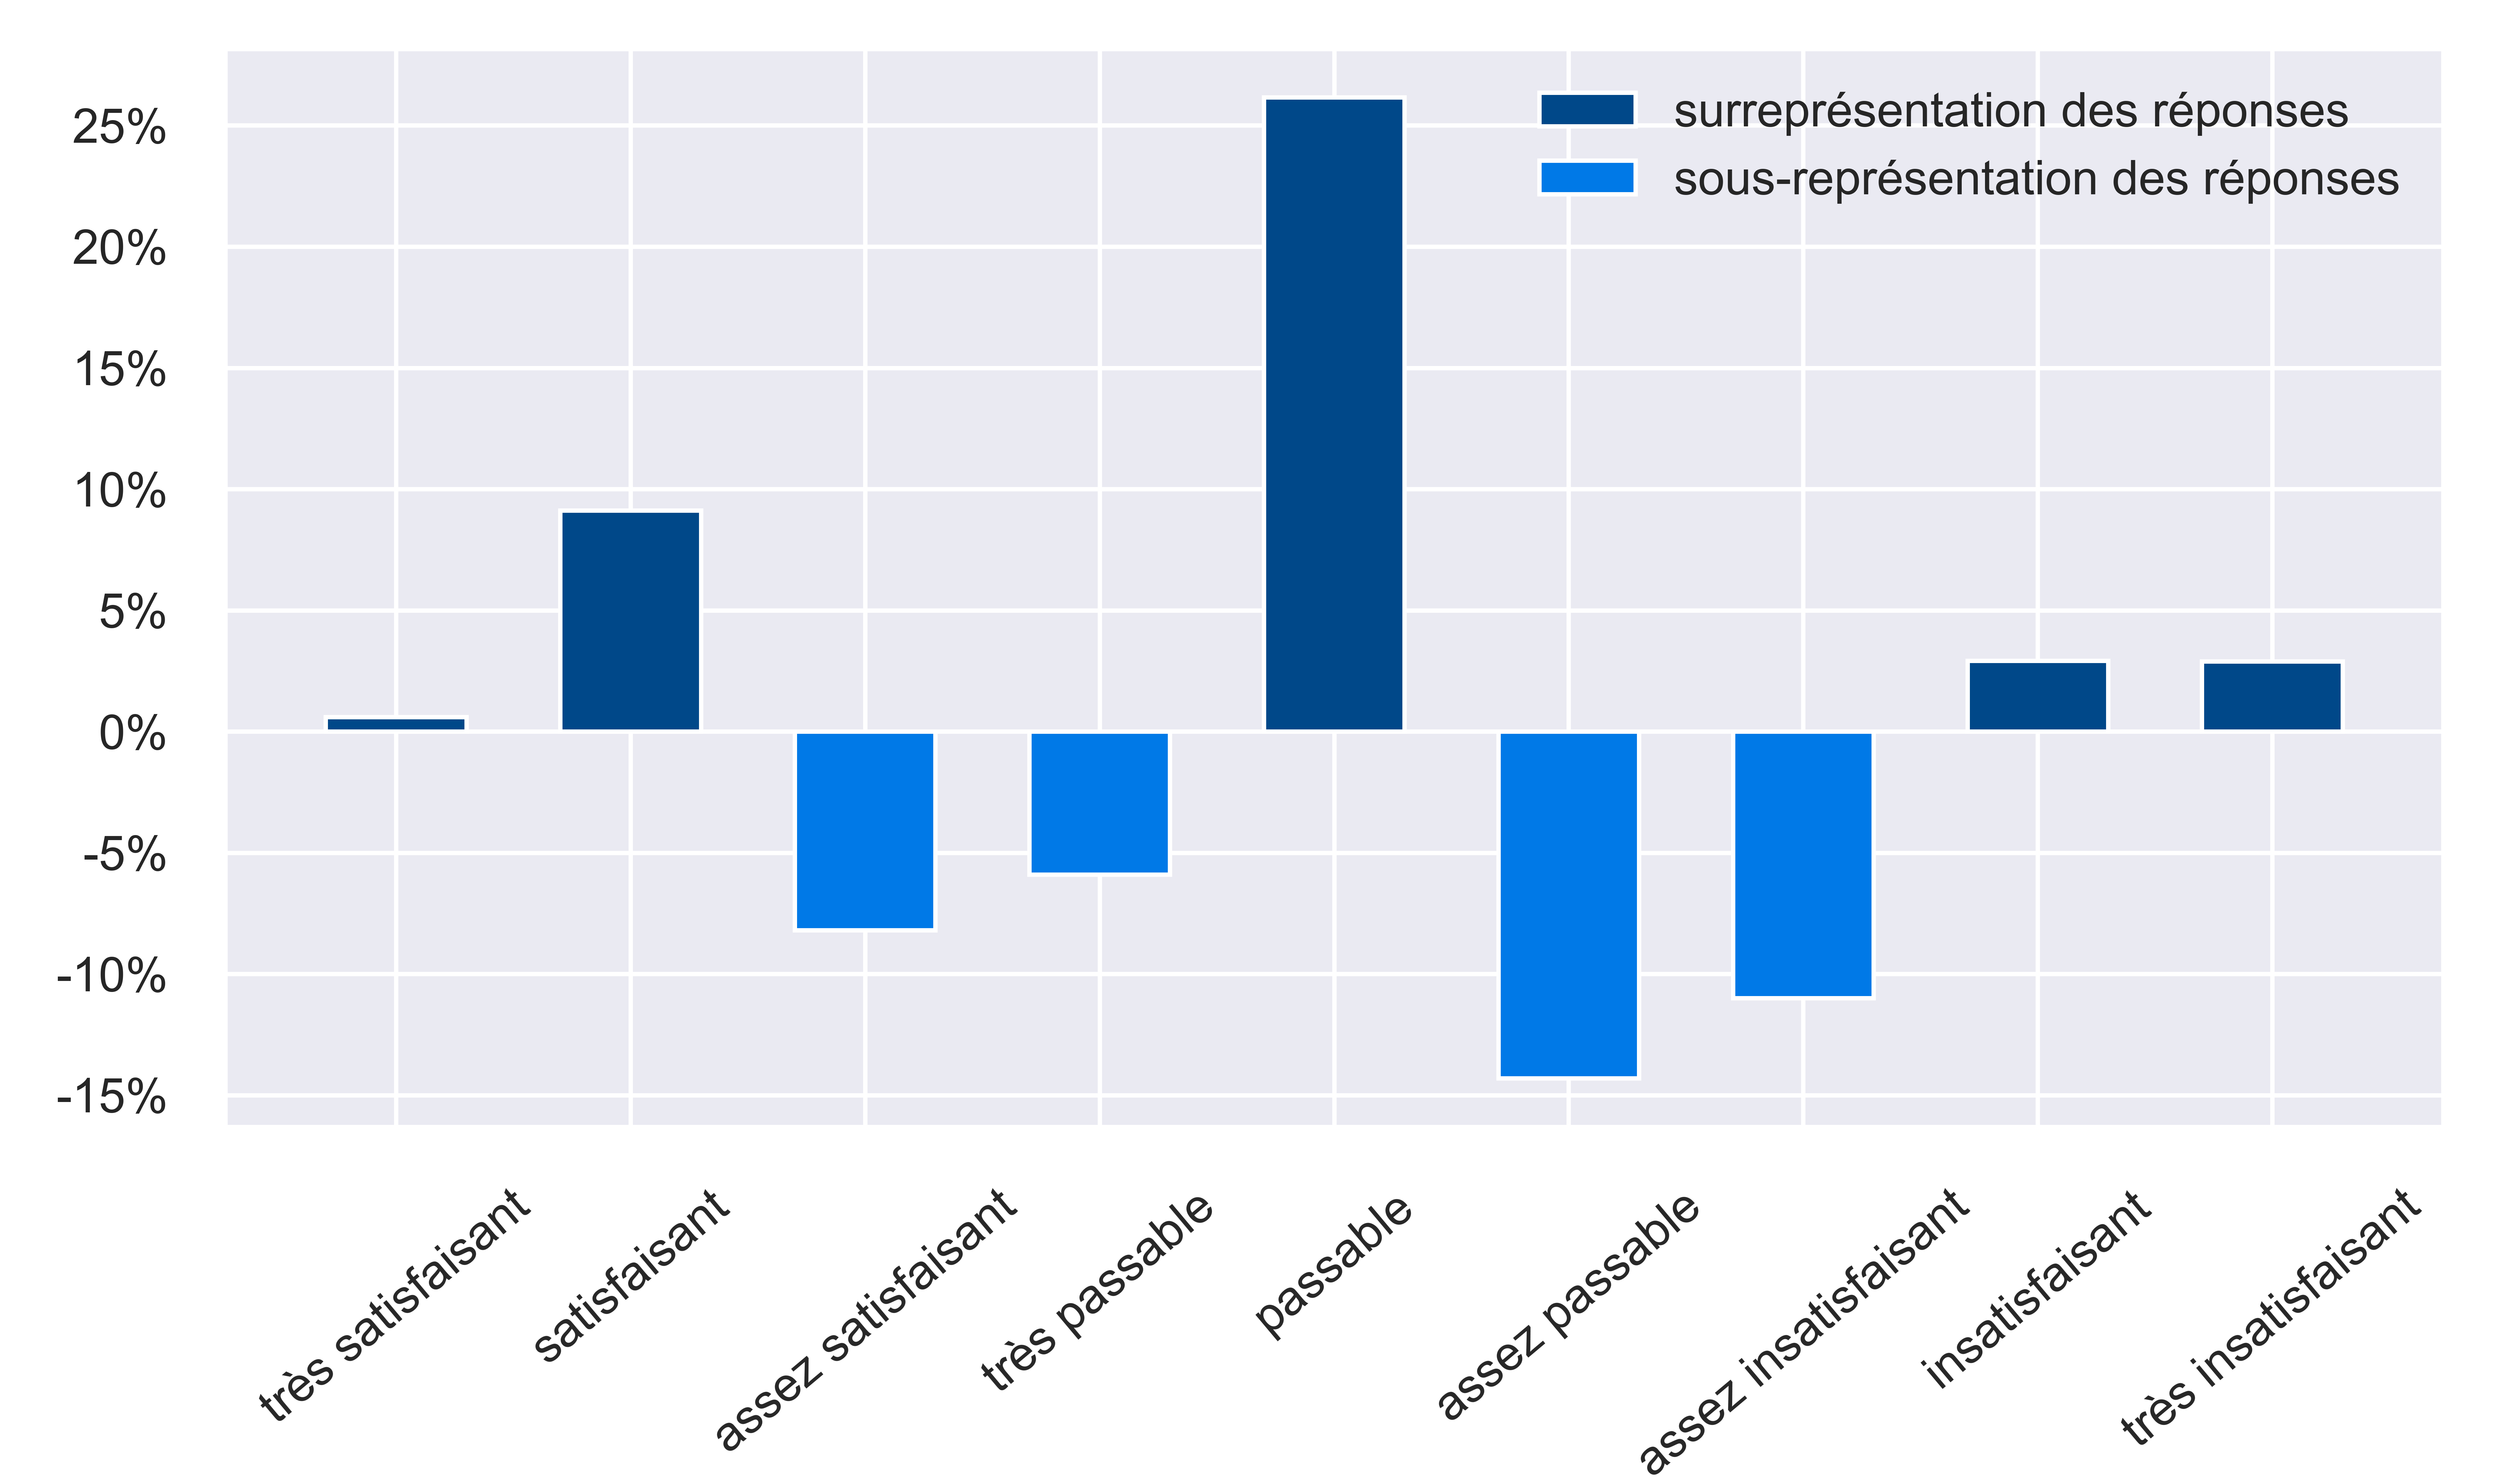 surreprésentation des réponses
sous-représentation des réponses
25%
20%
15%
10%
5%
0%
-5%
-10%
-15%
très satisfaisant
satisfaisant
assez satisfaisant
très passable
passable
assez passable
assez insatisfaisant
insatisfaisant
très insatisfaisant